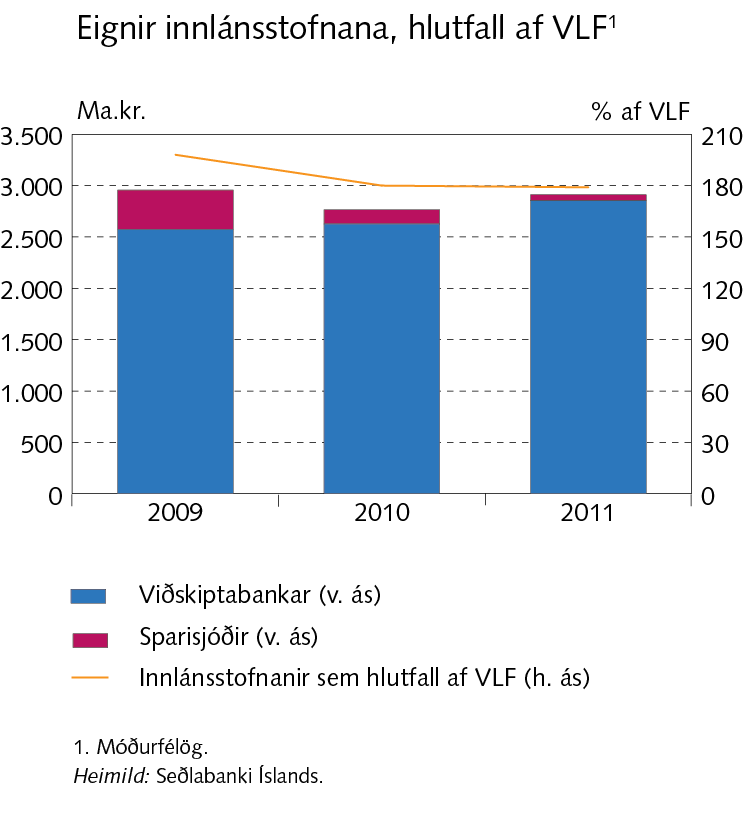 Eignir innlánsstofnana, hlutfall af VLF¹
Ma.kr. % af VLF
3.500 210
3.000 180
2.500 150
2.000 120
1.500 90
1.000 60
500 30
0 0
2009 2010 2011
Viðskiptabankar (v. ás)
Sparisjóðir (v. ás)
Innlánsstofnanir sem hlutfall af VLF (h. ás)
1. Móðurfélög.
Heimild: Seðlabanki Íslands.